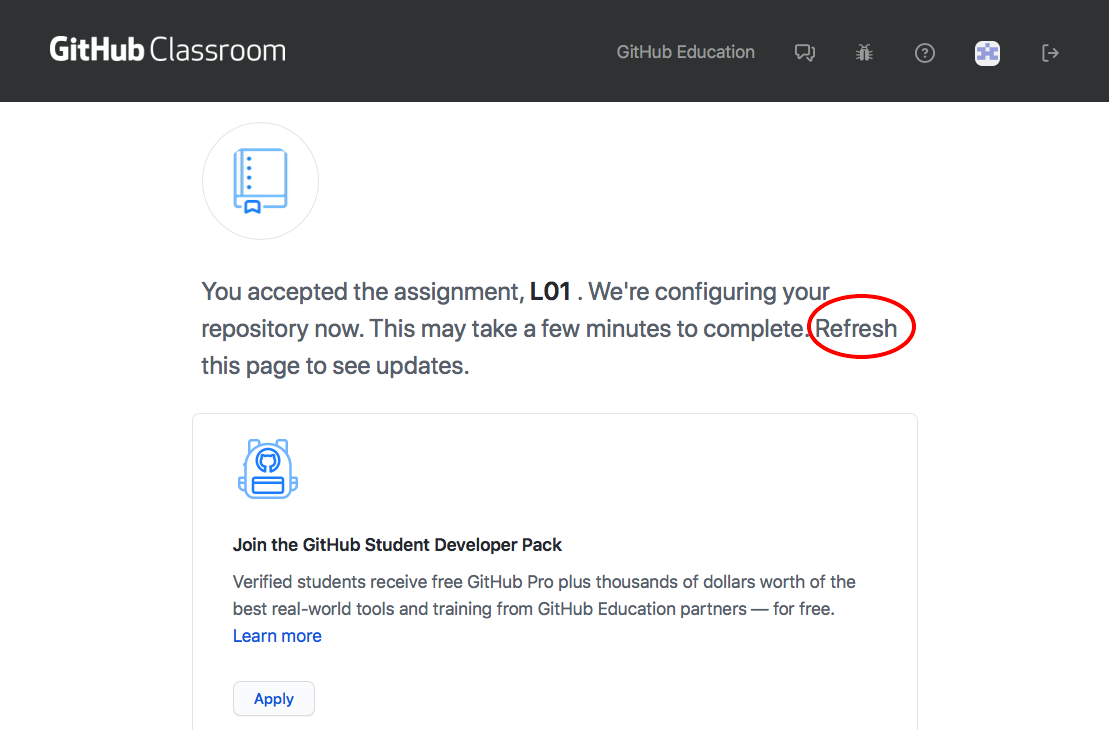 GitHub Classroom
GitHub Education
You accepted the assignment, L01 . We're configuring your
repository now. This may take a few minutes to complete. Refresh
this page to see updates.
Join the GitHub Student Developer Pack
Verified students receive free GitHub Pro plus thousands of dollars worth of the
best real-world tools and training from GitHub Education partners — for free.
Learn more
Apply